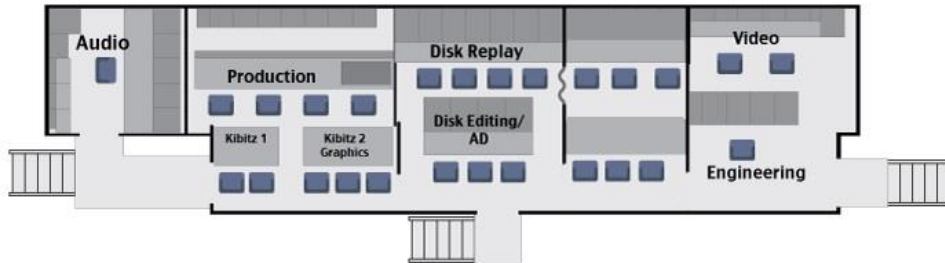 Audio
Production
Kibitz 1
Kibitz 2
Graphics
Disk Replay
Disk Editing/
AD
Video
Engineering